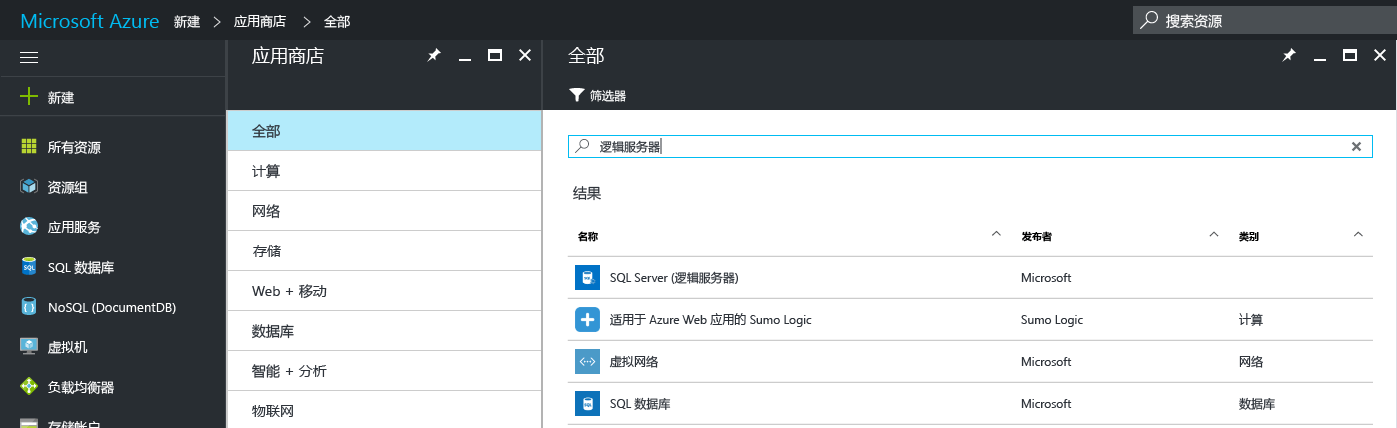 Microsoft Azure 新建 > 应用商店 > 全部 搜索资源
新建
所有资源
资源组
应用服务
SQL 数据库
NoSQL (DocumentDB)
虚拟机
负载均衡器
存储帐户
应用商店
全部
计算
网络
存储
Web + 移动
数据库
智能 + 分析
物联网
全部
筛选器
逻辑服务器
结果
名称 发布者 类别
SQL Server (逻辑服务器) Microsoft
适用于 Azure Web 应用的 Sumo Logic Sumo Logic 计算
虚拟网络 Microsoft 网络
SQL 数据库 Microsoft 数据库